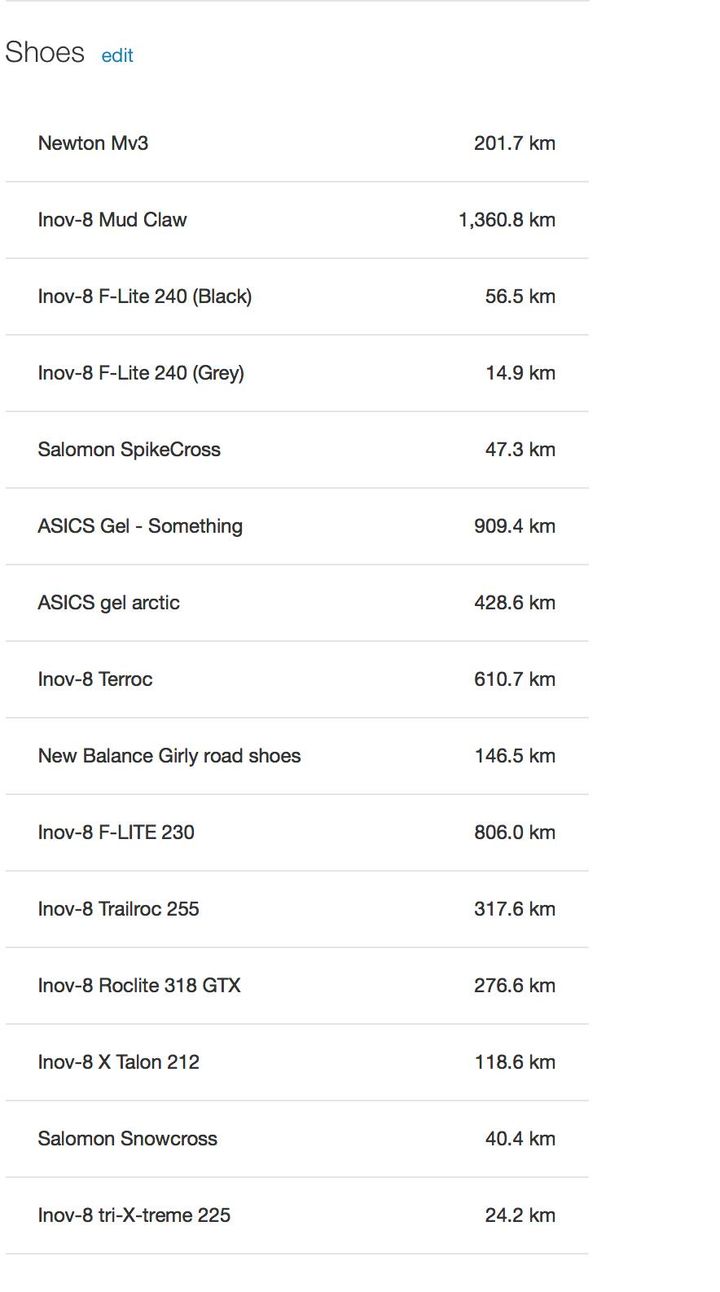 Shoes edit
Newton Mv3 201.7 km
Inov-8 Mud Claw 1,360.8 km
Inov-8 F-Lite 240 (Black) 56.5 km
Inov-8 F-Lite 240 (Grey) 14.9 km
Salomon SpikeCross 47.3 km
ASICS Gel - Something 909.4 km
ASICS gel arctic 428.6 km
Inov-8 Terroc 610.7 km
New Balance Girly road shoes 146.5 km
Inov-8 F-LITE 230 806.0 km
Inov-8 Trailroc 255 317.6 km
Inov-8 Roclite 318 GTX 276.6 km
Inov-8 X Talon 212 118.6 km
Salomon Snowcross 40.4 km
Inov-8 tri-X-treme 225 24.2 km